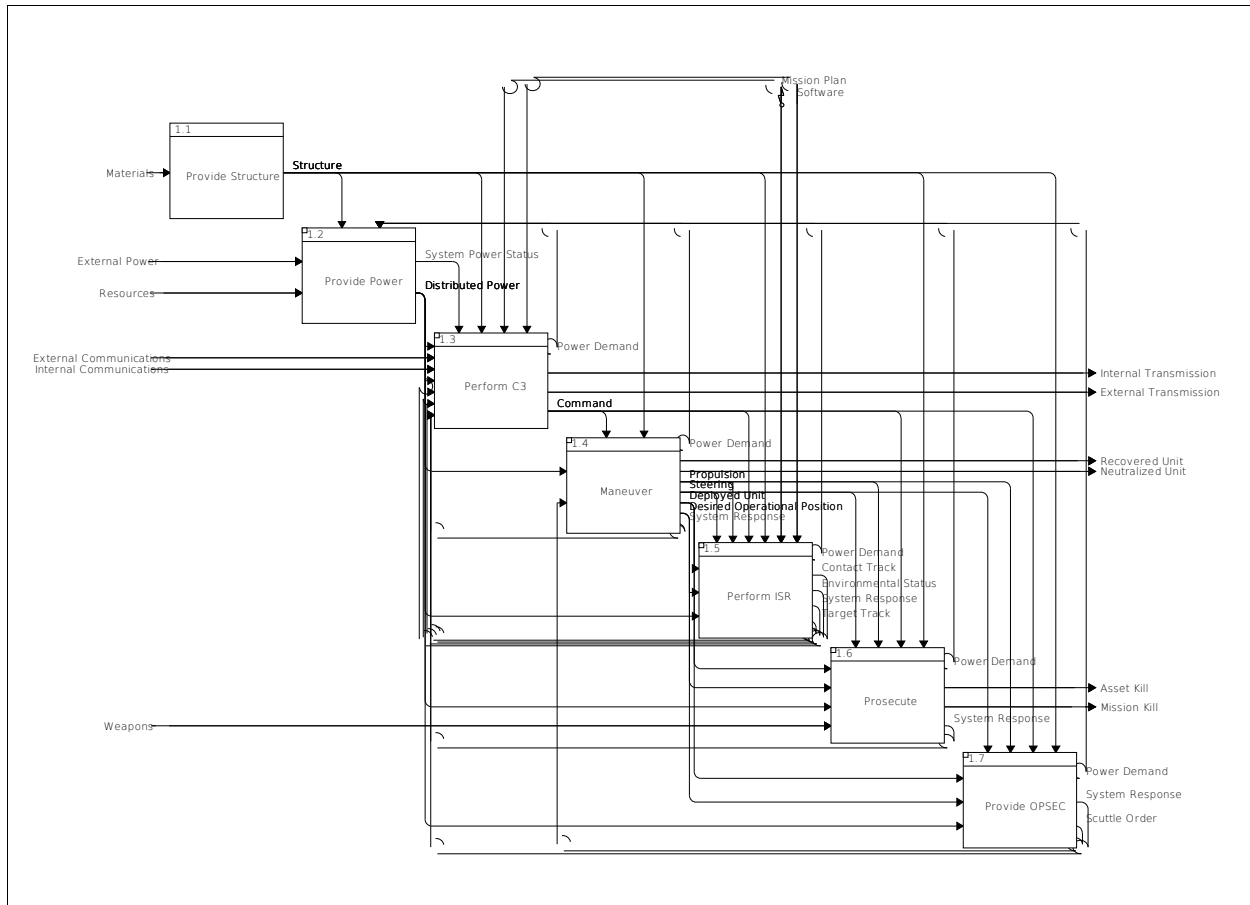 Mission Plan
Software
1.1
Provide Structure
Materials
Structure
1.2
Provide Power
External Power
Resources
System Power Status
Distributed Power
1.3
Perform C3
External Communications
Internal Communications
Power Demand
Internal Transmission
External Transmission
Command
1.4
Maneuver
Power Demand
Recovered Unit
Neutralized Unit
Propulsion
Steering
Deployed Unit
Desired Operational Position
System Response
1.5
Perform ISR
Power Demand
Contact Track
Environmental Status
System Response
Target Track
1.6
Prosecute
Power Demand
Asset Kill
Mission Kill
System Response
Weapons
1.7
Provide OPSEC
Power Demand
System Response
Scuttle Order